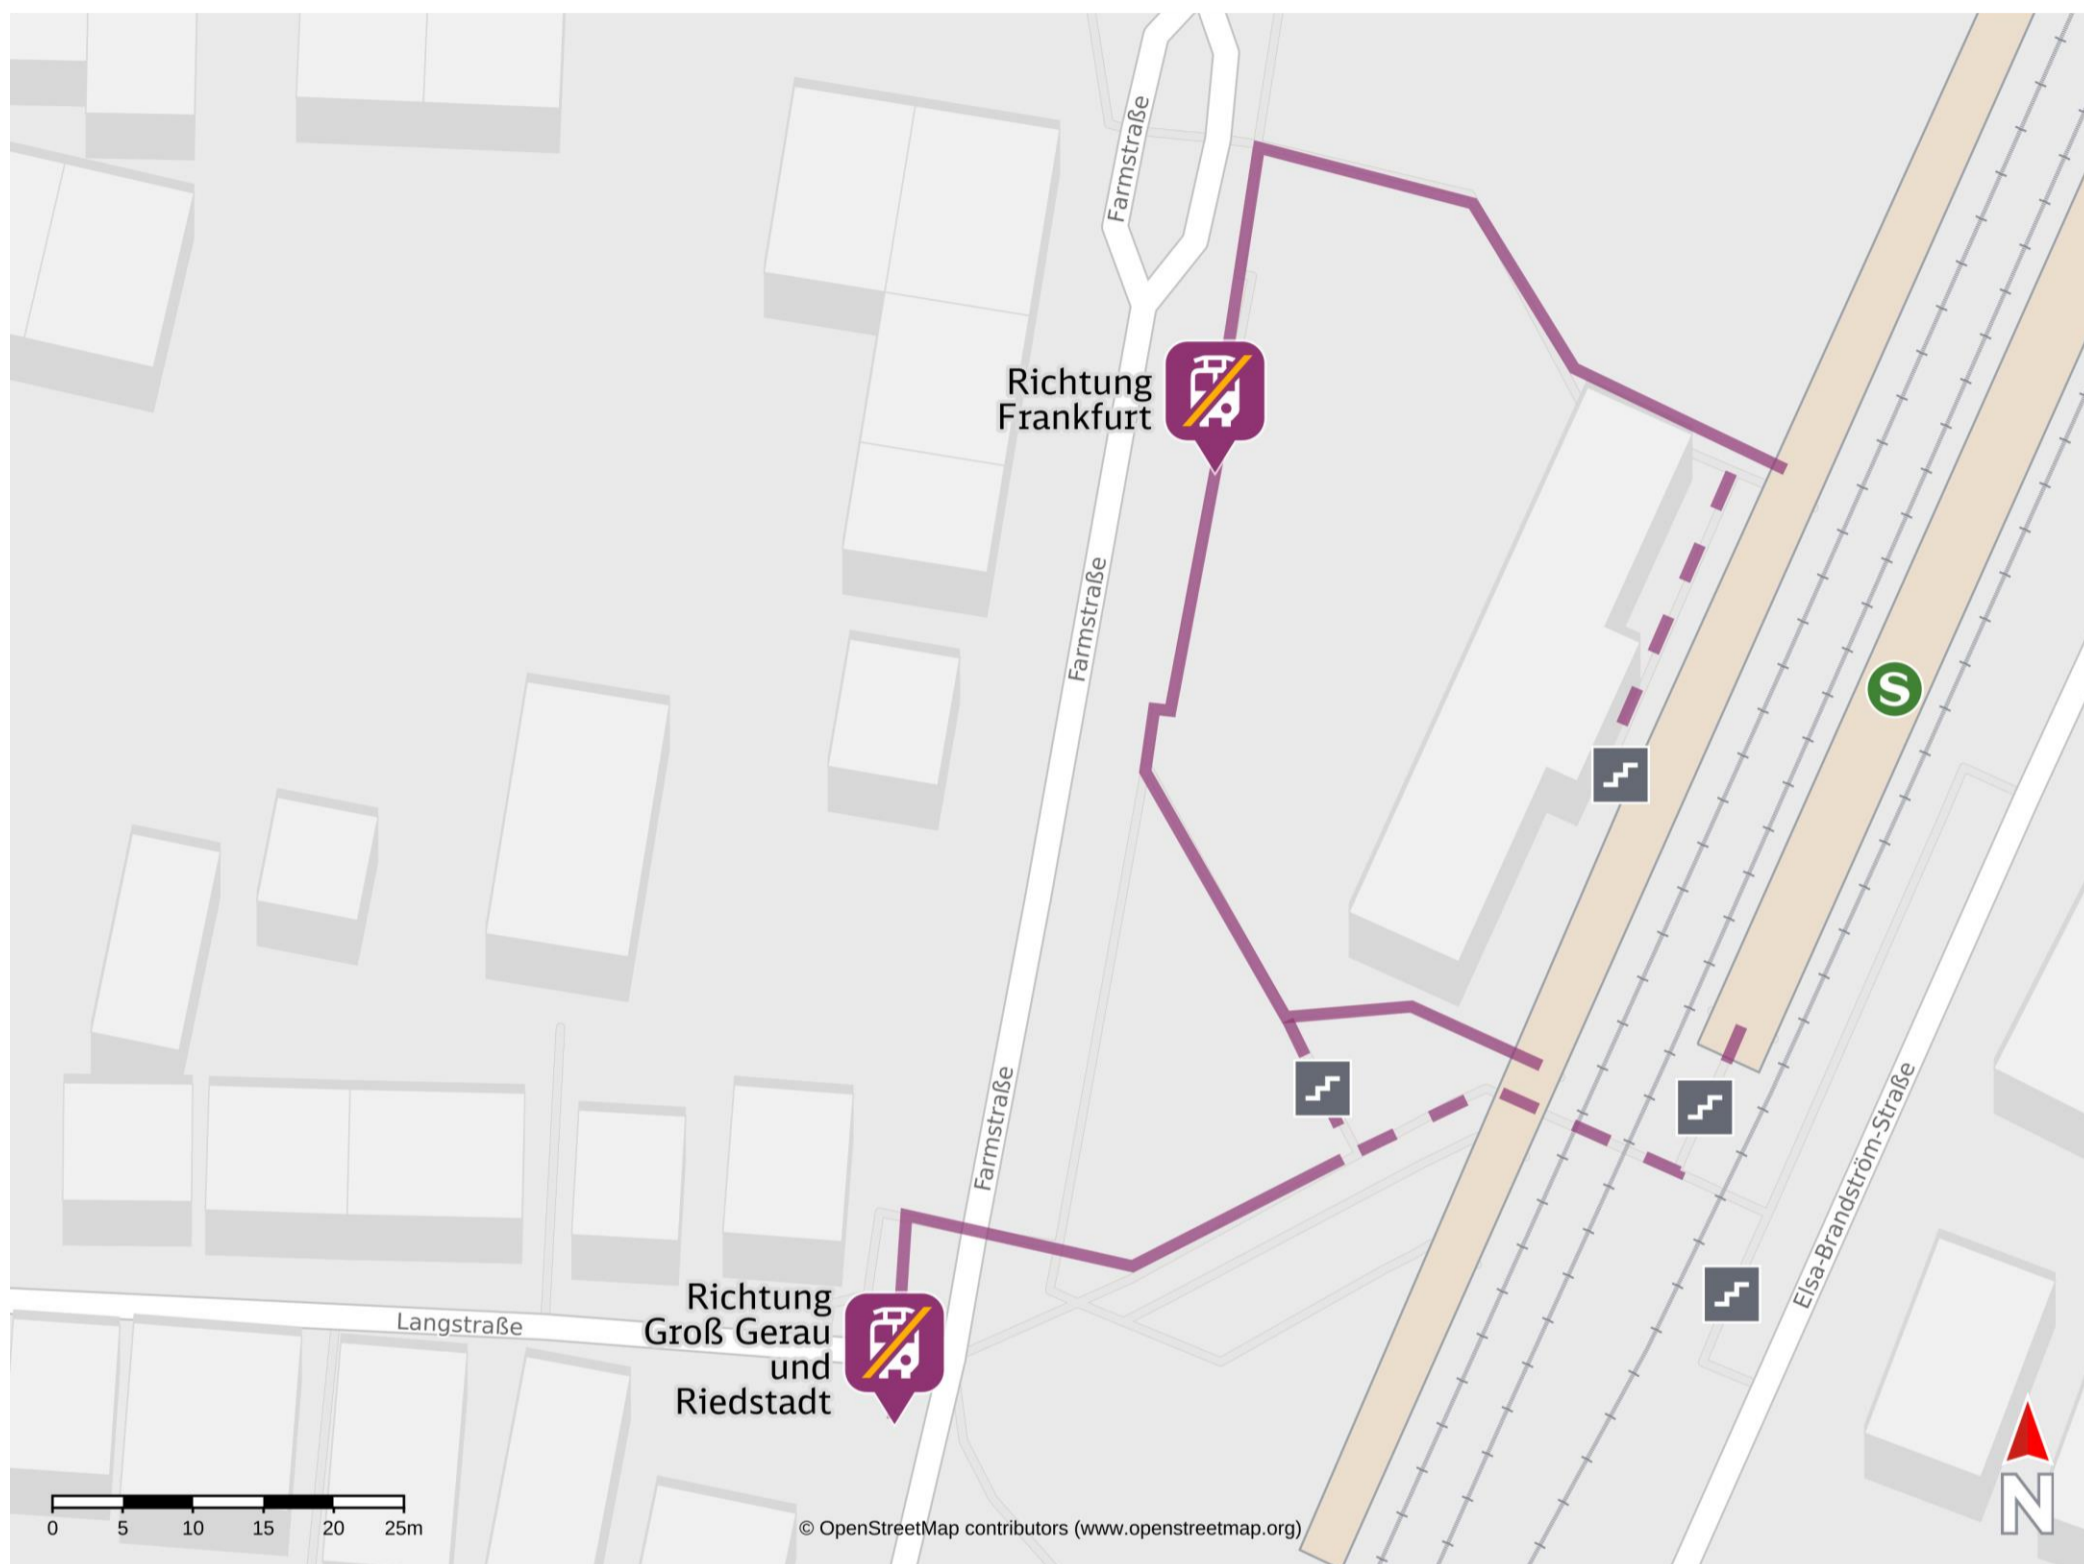 Farmstraße
Richtung
Frankfurt
Farmstraße
S
Farmstraße
Elsa-Brandström-Straße
Richtung
Groß Gerau
und
Riedstadt
Langstraße
N
0 5 10 15 20 25m
© OpenStreetMap contributors (www.openstreetmap.org)